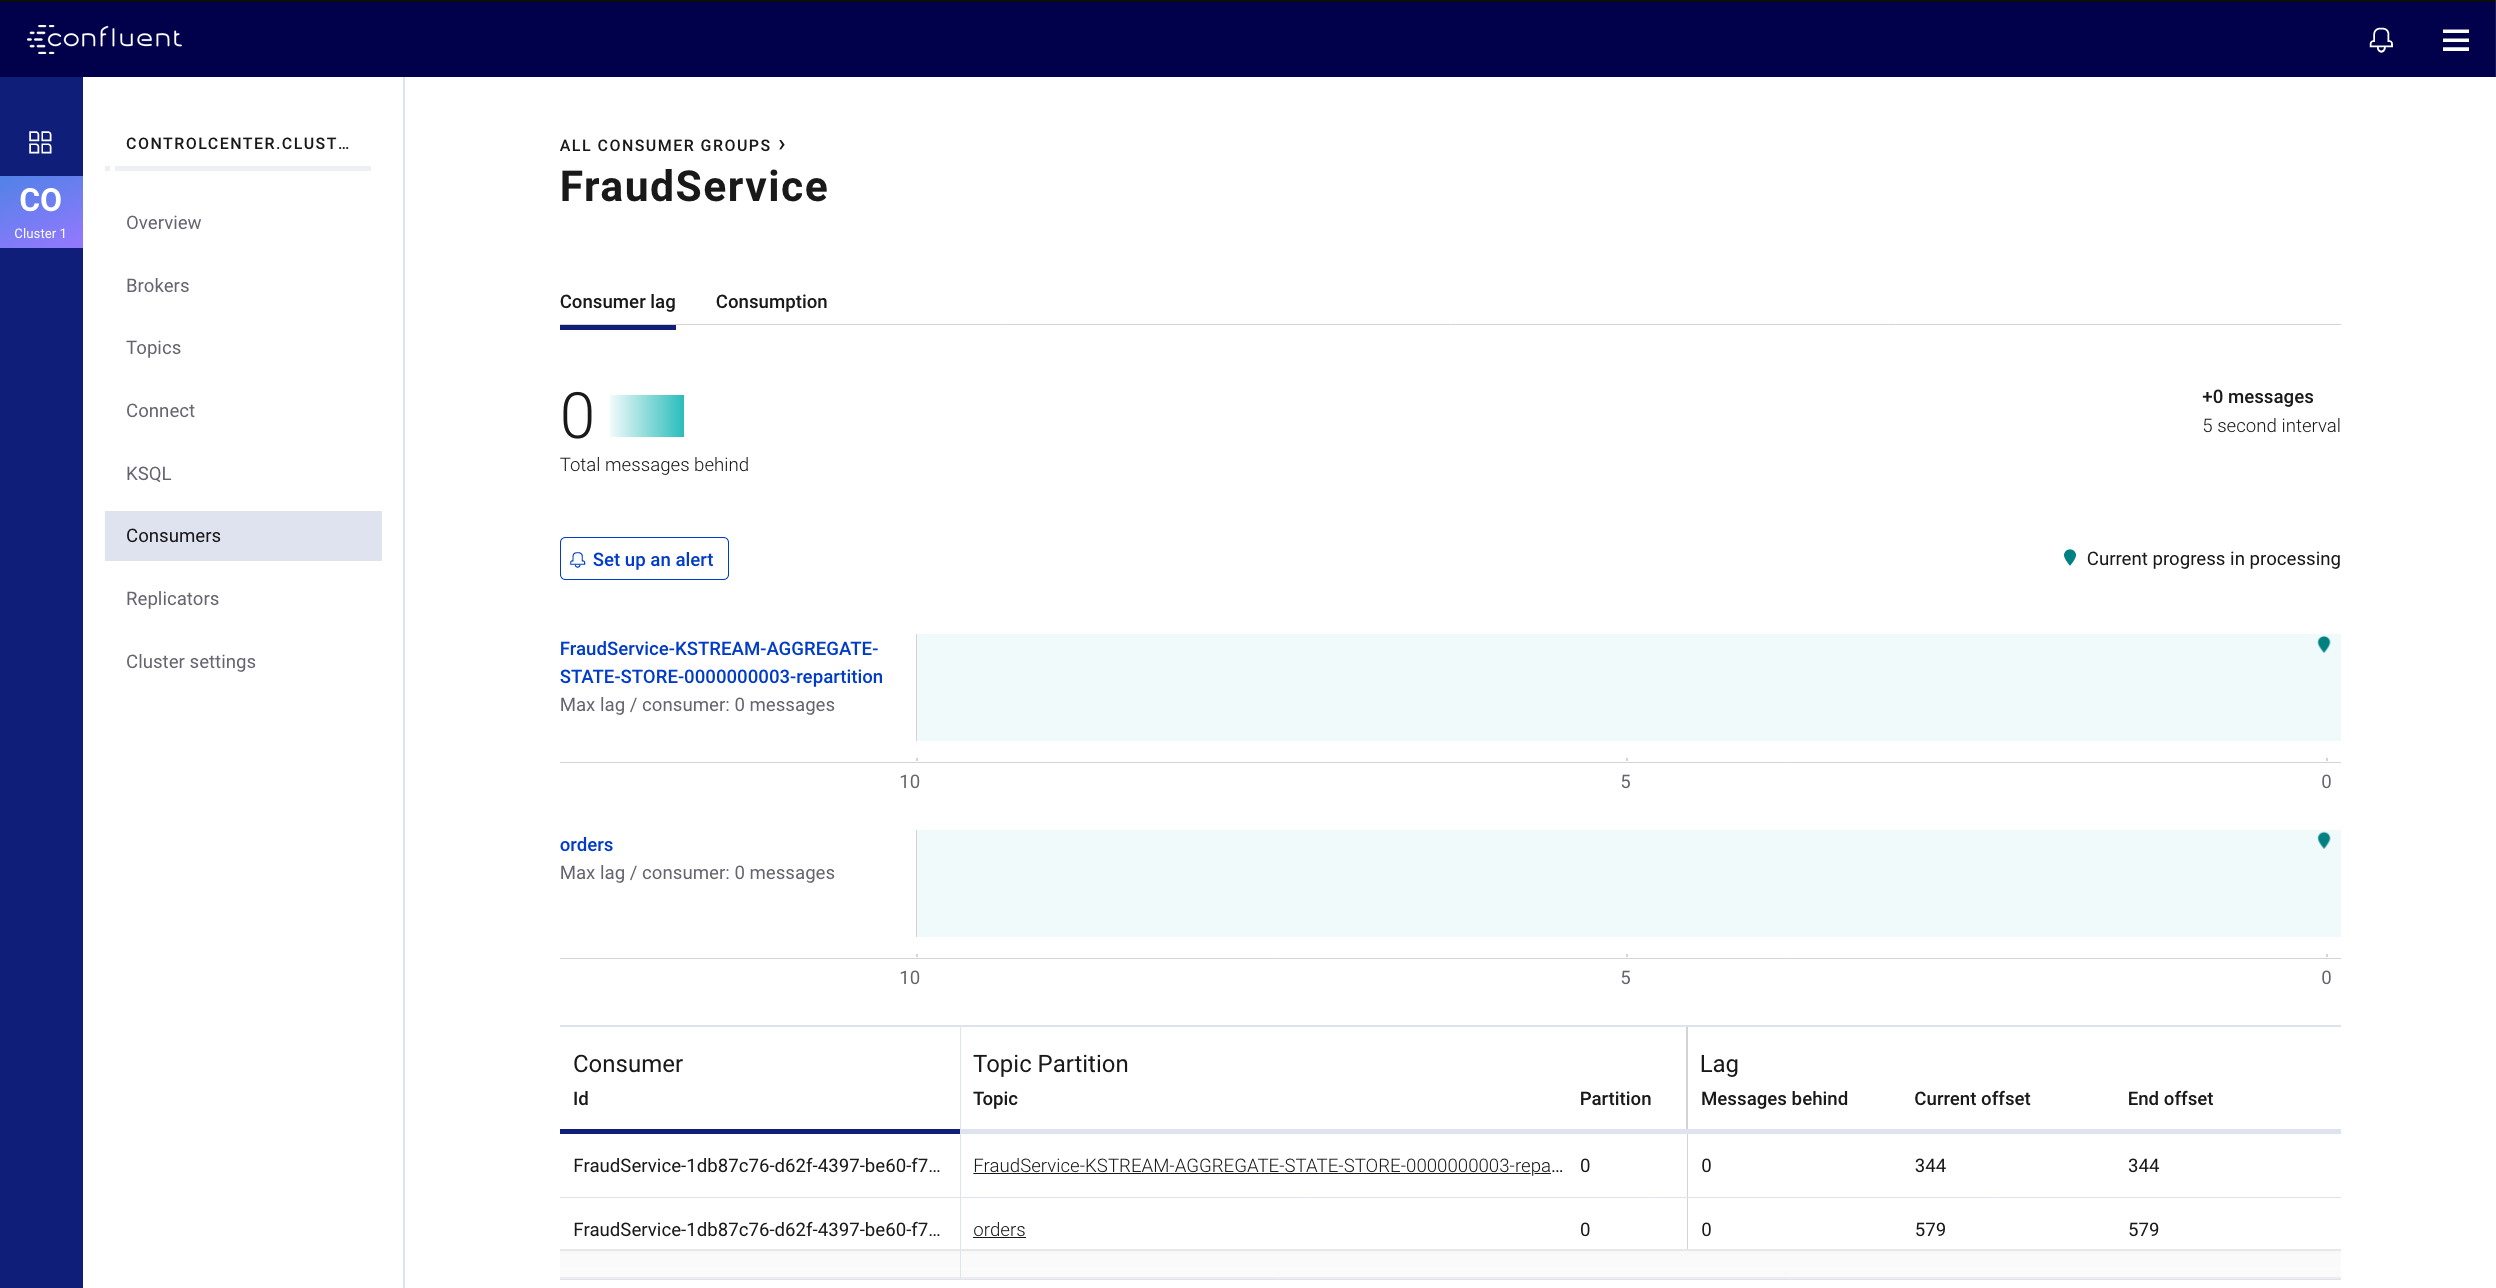 confluent
CONTROLCENTER.CLUST...
CO
Cluster 1
Overview
Brokers
Topics
Connect
KSQL
Consumers
Replicators
Cluster settings
ALL CONSUMER GROUPS ›
FraudService
Consumer lag Consumption
0
Total messages behind
+0 messages
5 second interval
Set up an alert
Current progress in processing
FraudService-KSTREAM-AGGREGATE-
STATE-STORE-0000000003-repartition
Max lag / consumer: 0 messages
10 5 0
orders
Max lag / consumer: 0 messages
10 5 0
Consumer Topic Partition Lag
Id Topic Partition Messages behind Current offset End offset
FraudService-1db87c76-d62f-4397-be60-f7... FraudService-KSTREAM-AGGREGATE-STATE-STORE-0000000003-repa... 0 0 344 344
FraudService-1db87c76-d62f-4397-be60-f7... orders 0 0 579 579